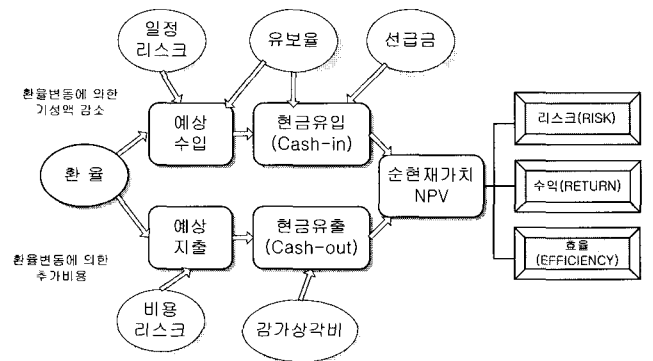 일정
리스크
유보율
선급금
환율변동에 의한
기성액 감소
예상
수입
현금유입
(Cash-in)
리스크(RISK)
환 율
순현재가치
NPV
수익(RETURN)
예상
지출
현금유출
(Cash-out)
효율
(EFFICIENCY)
환율변동에 의한
추가비용
비용
리스크
감가상각비